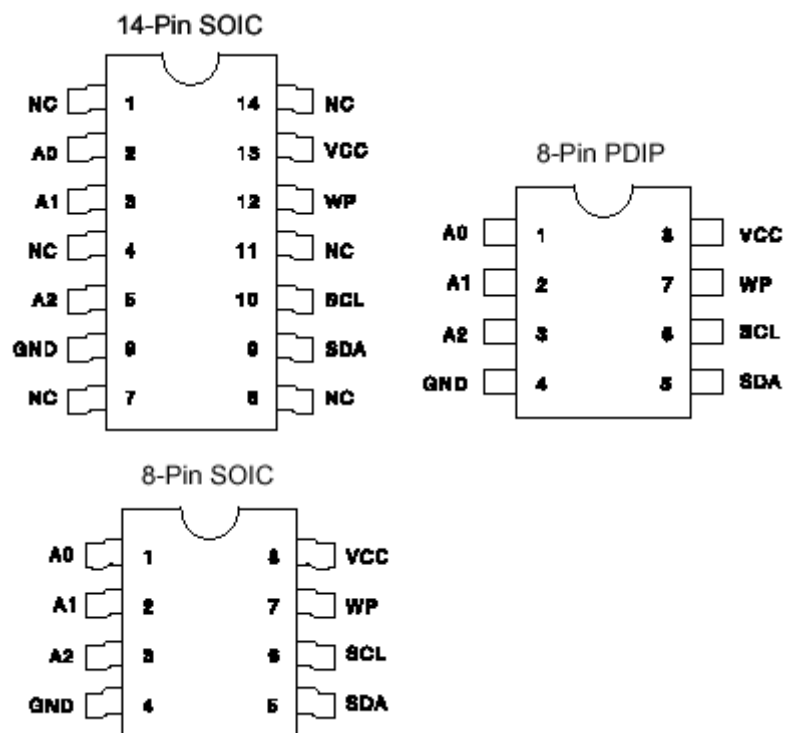 14-Pin SOIC
NC 1 14 NC
A0 2 13 VCC
A1 3 12 WP
NC 4 11 NC
A2 5 10 SCL
GND 6 9 SDA
NC 7 8 NC
8-Pin PDIP
A0 1 8 VCC
A1 2 7 WP
A2 3 6 SCL
GND 4 5 SDA
8-Pin SOIC
A0 1 8 VCC
A1 2 7 WP
A2 3 6 SCL
GND 4 5 SDA